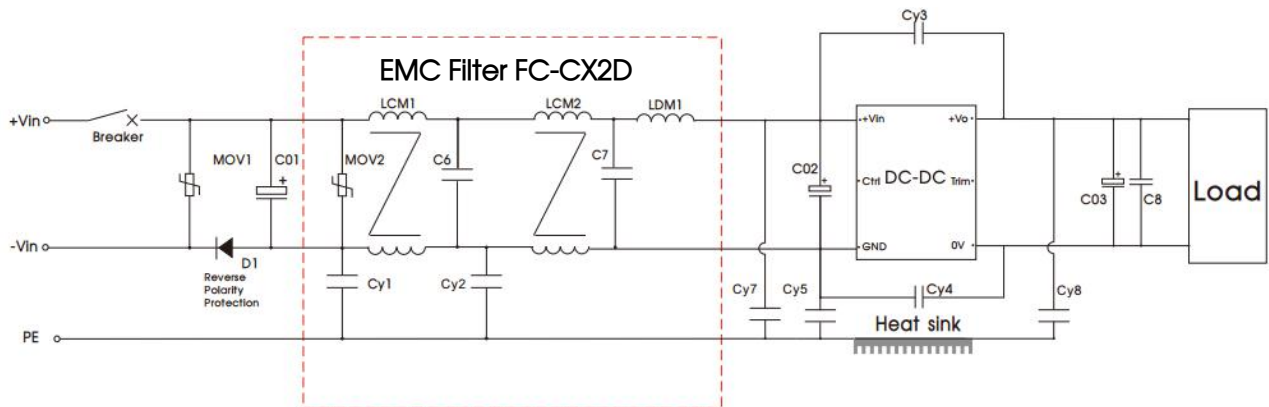 Cy3
EMC Filter FC-CX2D
LCM1
LCM2
LDM1
+Vin
Breaker
+Vin
+Vo
MOV1
C01
+
MOV2
C6
C7
C02
+
Ctrl
DC-DC
Trim
+
C03
C8
Load
-Vin
D1
GND
0V
Reverse
Polarity
Protection
Cy1
Cy2
Cy7
Cy5
Cy4
Cy8
Heat sink
PE